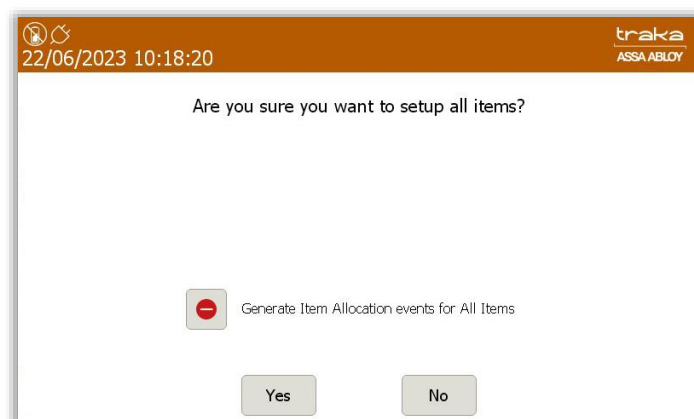 traka
22/06/2023 10:18:20
ASSA ABLOY
Are you sure you want to setup all items?
Generate Item Allocation events for All Items
Yes
No